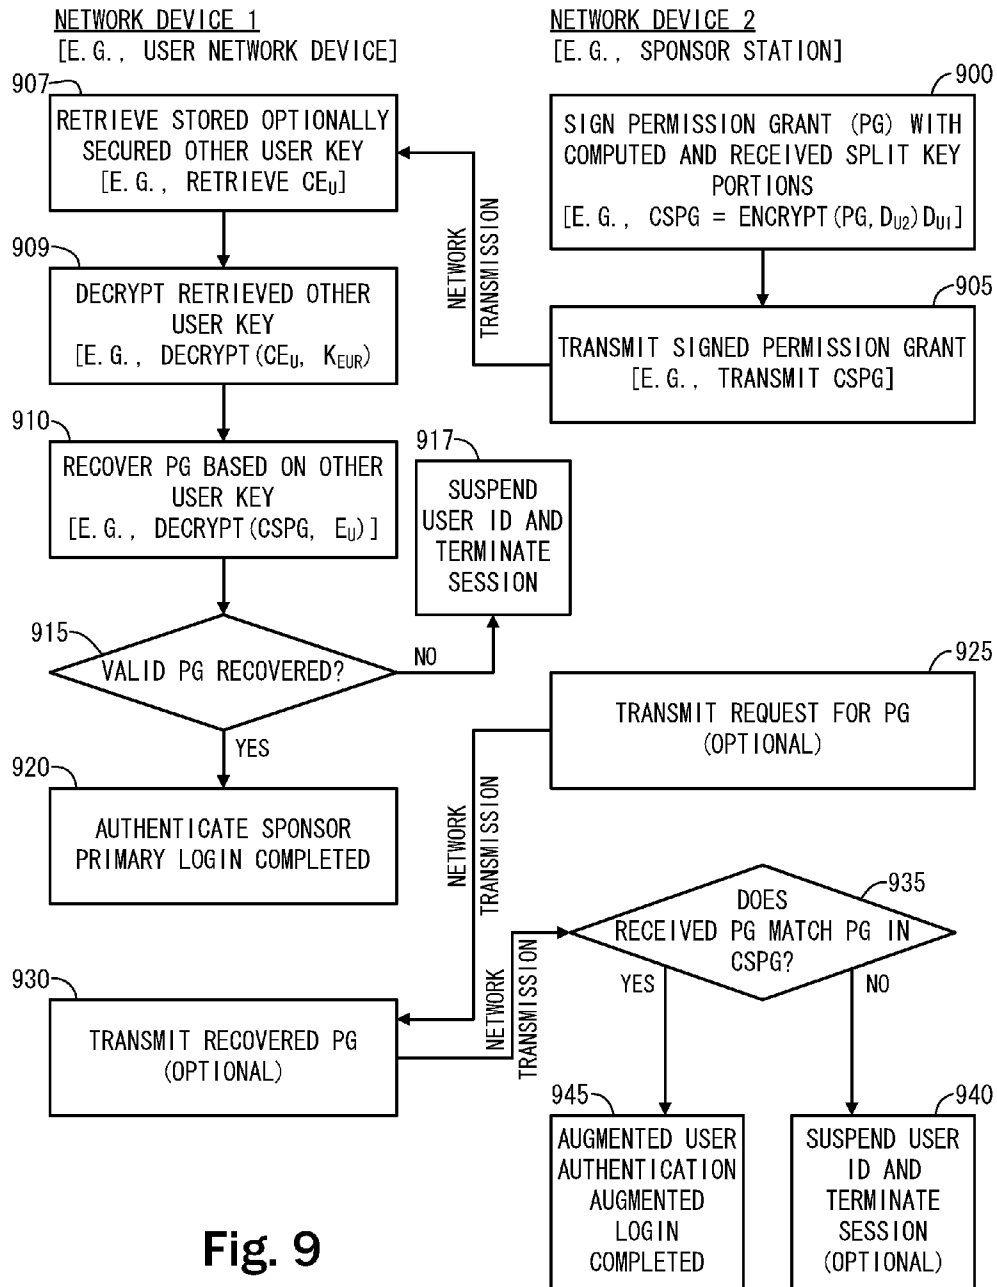 NETWORK DEVICE 1
[E.G., USER NETWORK DEVICE]
NETWORK DEVICE 2
[E.G., SPONSOR STATION]
907
RETRIEVE STORED OPTIONALLY
SECURED OTHER USER KEY
[E.G., RETRIEVE CEU]
900
SIGN PERMISSION GRANT (PG) WITH
COMPUTED AND RECEIVED SPLIT KEY
PORTIONS
[E.G., CSPG = ENCRYPT(PG, DU2)DU1]
NETWORK
TRANSMISSION
909
DECRYPT RETRIEVED OTHER
USER KEY
[E.G., DECRYPT(CEU, KEUR)
905
TRANSMIT SIGNED PERMISSION GRANT
[E.G., TRANSMIT CSPG]
910
RECOVER PG BASED ON OTHER
USER KEY
[E.G., DECRYPT(CSPG, EU)]
917
SUSPEND
USER ID AND
TERMINATE
SESSION
915
VALID PG RECOVERED?
NO
YES
925
TRANSMIT REQUEST FOR PG
(OPTIONAL)
920
AUTHENTICATE SPONSOR
PRIMARY LOGIN COMPLETED
NETWORK
TRANSMISSION
935
DOES
RECEIVED PG MATCH PG IN
CSPG?
YES
NO
930
TRANSMIT RECOVERED PG
(OPTIONAL)
NETWORK
TRANSMISSION
945
AUGMENTED USER
AUTHENTICATION
AUGMENTED
LOGIN
COMPLETED
940
SUSPEND USER
ID AND
TERMINATE
SESSION
(OPTIONAL)
Fig. 9